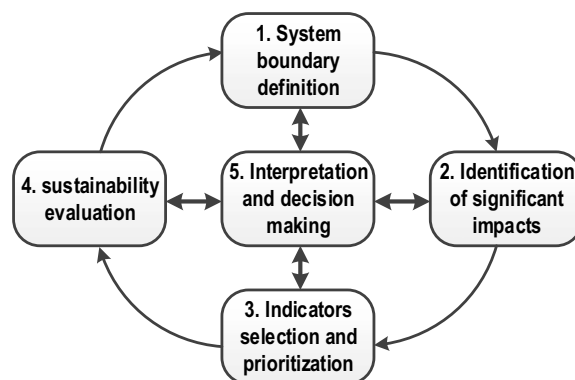 1. System
boundary
definition
2. Identification
of significant
impacts
3. Indicators
selection and
prioritization
4. sustainability
evaluation
5. Interpretation
and decision
making